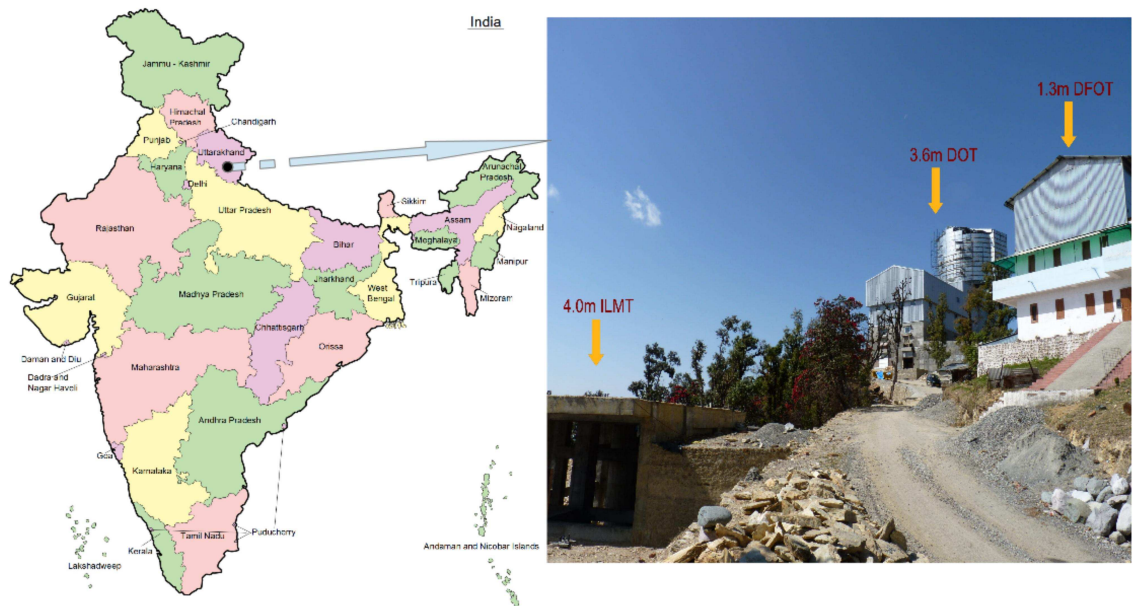 India
Jammu - Kashmir
Himachal
Pradesh
Chandigarh
Punjab
Uttarakhand
Haryana
Delhi
Arunachal
Pradesh
Sikkim
Uttar Pradesh
Assam
Rajasthan
Nagaland
Bihar
Moghalaya
Manipur
Jharkhand
Tripura
West
Bengal
Gujarat
Madhya Pradesh
Mizoram
Chhattisgarh
Orissa
Daman and Diu
Maharashtra
Dadra and
Nagar Haveli
Andhra Pradesh
Goa
Karnataka
Puducherry
Tamil Nadu
Kerala
Andaman and Nicobar Islands
Lakshadweep
1.3m DFOT
3.6m DOT
4.0m ILMT